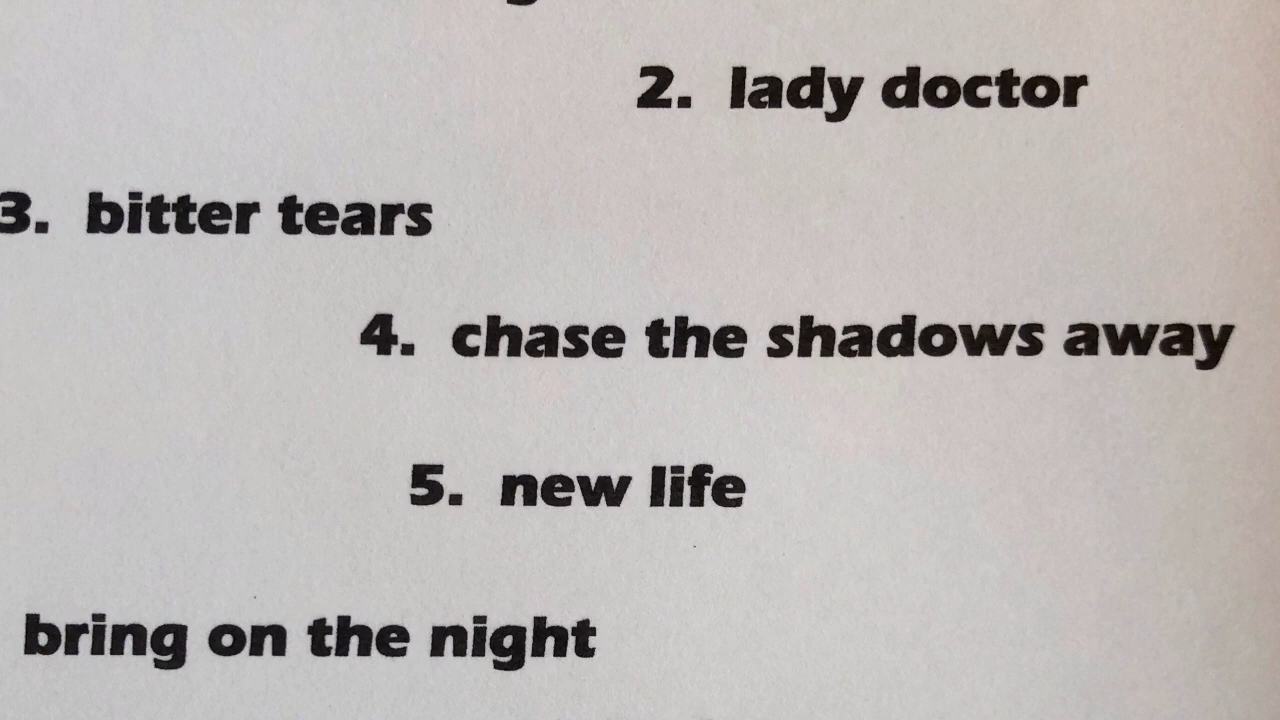 2. lady doctor
3. bitter tears
4. chase the shadows away
5. new life
bring on the night